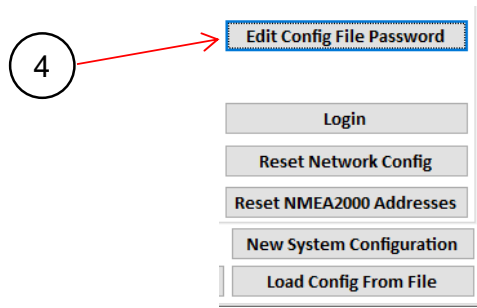 Edit Config File Password
4
Login
Reset Network Config
Reset NMEA2000 Addresses
New System Configuration
Load Config From File